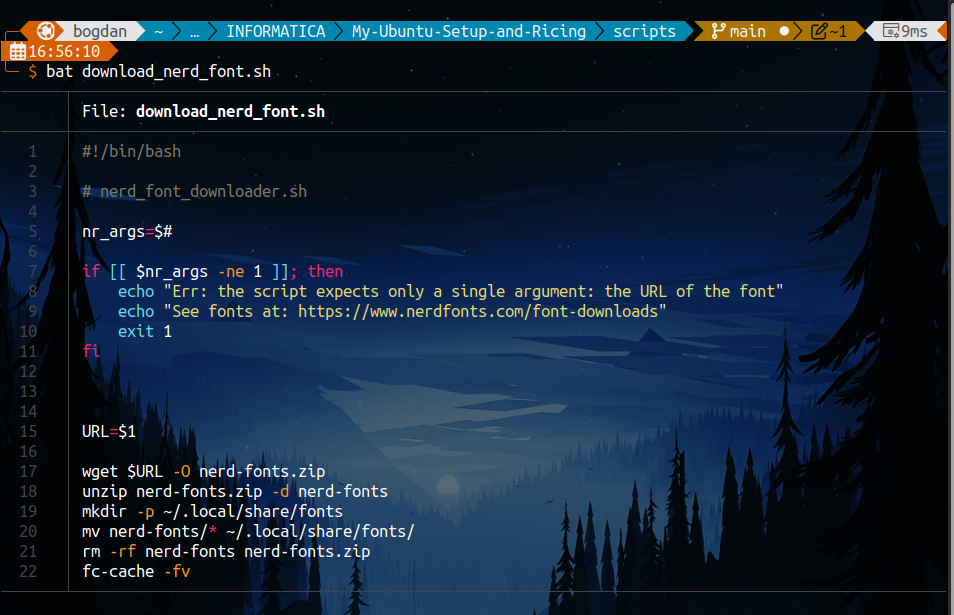 bogdan ~ … INFORMATICA My-Ubuntu-Setup-and-Ricing scripts main ● ~1 9ms
16:56:10
$ bat download_nerd_font.sh
File: download_nerd_font.sh
1 #!/bin/bash
2
3 # nerd_font_downloader.sh
4
5 nr_args=$#
6
7 if [[ $nr_args -ne 1 ]]; then
8 echo "Err: the script expects only a single argument: the URL of the font"
9 echo "See fonts at: https://www.nerdfonts.com/font-downloads"
10 exit 1
11 fi
12
13
14
15 URL=$1
16
17 wget $URL -O nerd-fonts.zip
18 unzip nerd-fonts.zip -d nerd-fonts
19 mkdir -p ~/.local/share/fonts
20 mv nerd-fonts/* ~/.local/share/fonts/
21 rm -rf nerd-fonts nerd-fonts.zip
22 fc-cache -fv